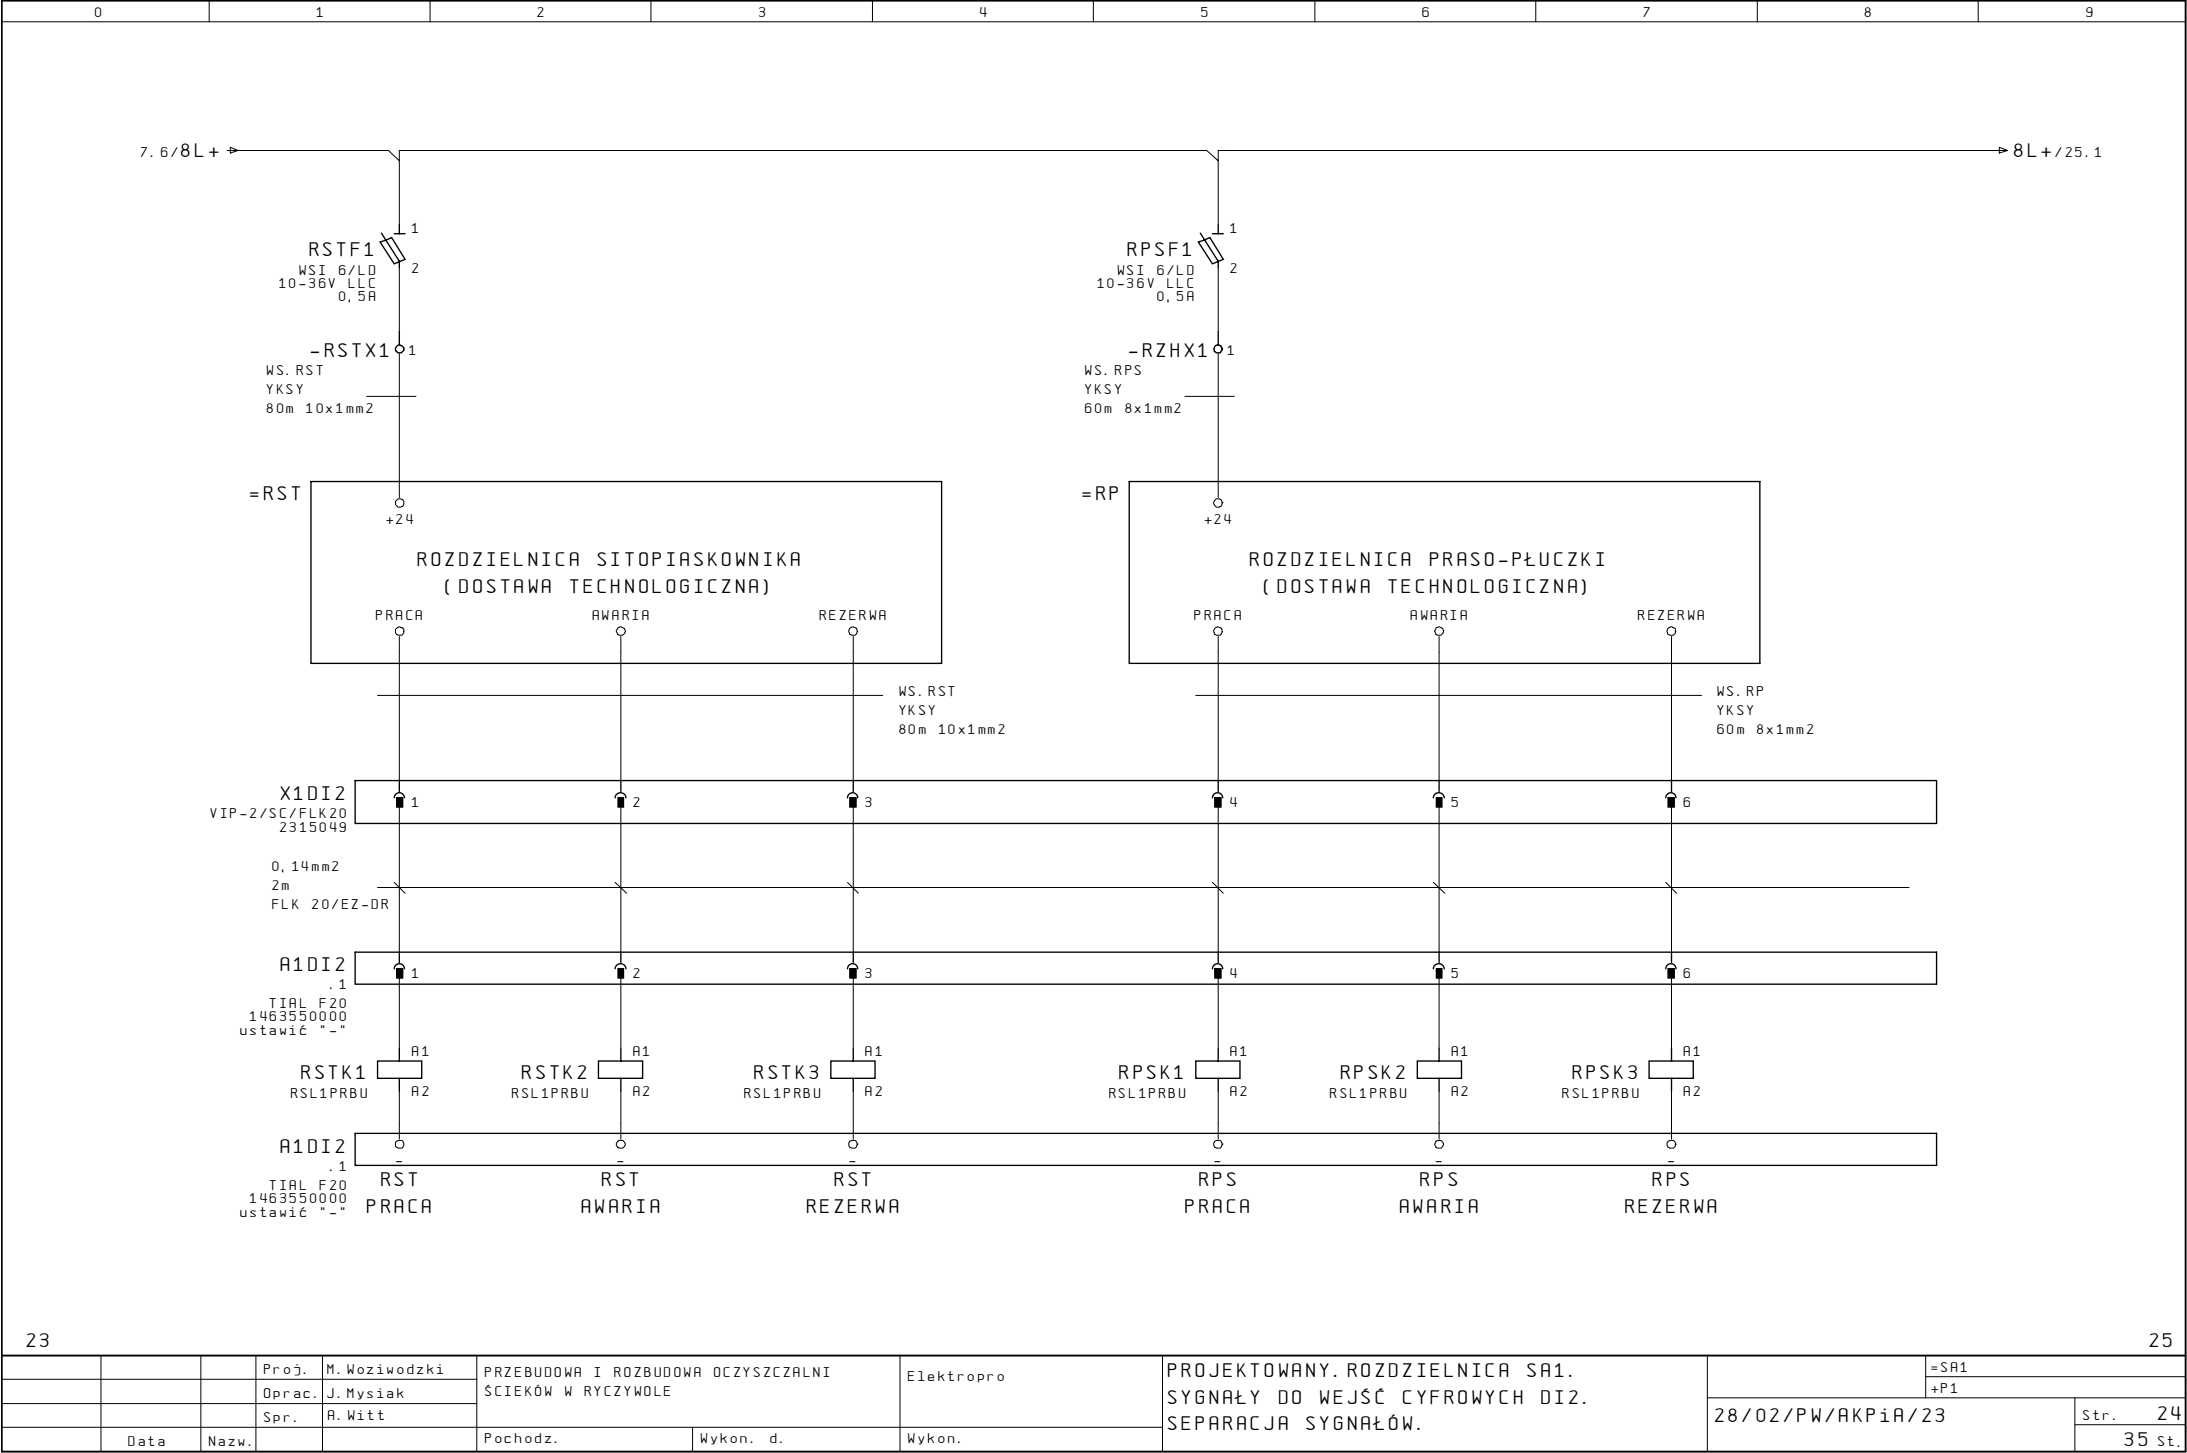 0 1 2 3 4 5 6 7 8 9
7.6/8L+ 8L+/25.1
RSTF1 1
2
WSI 6/LD
10-36V LLC
0,5A
RPSF1 1
2
WSI 6/LD
10-36V LLC
0,5A
-RSTX1 1
WS.RST
YKSY
80m 10x1mm2
-RZHX1 1
WS.RPS
YKSY
60m 8x1mm2
=RST
+24
ROZDZIELNICA SITOPIASKOWNIKA
(DOSTAWA TECHNOLOGICZNA)
PRACA AWARIA REZERWA
=RP
+24
ROZDZIELNICA PRASO-PŁUCZKI
(DOSTAWA TECHNOLOGICZNA)
PRACA AWARIA REZERWA
WS.RST
YKSY
80m 10x1mm2
WS.RP
YKSY
60m 8x1mm2
X1DI2 1 2 3 4 5 6
VIP-2/SC/FLK20
2315049
0,14mm2
2m
FLK 20/EZ-DR
A1DI2 1 2 3 4 5 6
.1
TIAL F20
1463550000
ustawić "-"
A1 A1 A1 A1 A1 A1
RSTK1 RSTK2 RSTK3 RPSK1 RPSK2 RPSK3
RSL1PRBU A2 RSL1PRBU A2 RSL1PRBU A2 RSL1PRBU A2 RSL1PRBU A2 RSL1PRBU A2
A1DI2
.1 - - - - - -
TIAL F20
1463550000
ustawić "-"
RST RST RST RPS RPS RPS
PRACA AWARIA REZERWA PRACA AWARIA REZERWA
23 25
Proj. M.Woziwodzki
Oprac. J.Mysiak
Spr. A.Witt
Data Nazw.
PRZEBUDOWA I ROZBUDOWA OCZYSZCZALNI
ŚCIEKÓW W RYCZYWOLE
Pochodz. Wykon. d. Wykon.
Elektropro
PROJEKTOWANY.ROZDZIELNICA SA1.
SYGNAŁY DO WEJŚĆ CYFROWYCH DI2.
SEPARACJA SYGNAŁÓW.
=SA1
+P1
28/02/PW/AKPiA/23
Str. 24
35 St.